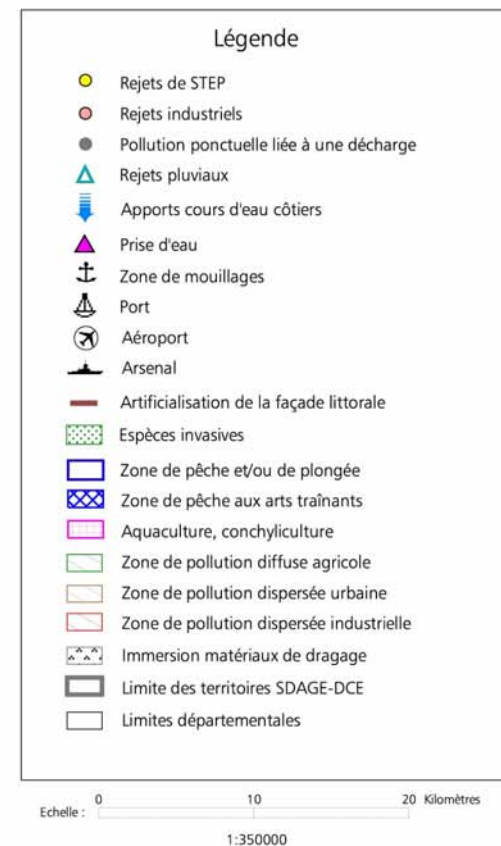 Légende
Rejets de STEP
Rejets industriels
Pollution ponctuelle liée à une décharge
Rejets pluviaux
Apports cours d'eau côtiers
Prise d'eau
Zone de mouillages
Port
Aéroport
Arsenal
Artificialisation de la façade littorale
Espèces invasives
Zone de pêche et/ou de plongée
Zone de pêche aux arts traînants
Aquaculture, conchyliculture
Zone de pollution diffuse agricole
Zone de pollution dispersée urbaine
Zone de pollution dispersée industrielle
Immersion matériaux de dragage
Limite des territoires SDAGE-DCE
Limites départementales
0 10 20 Kilomètres
Echelle :
1:350000